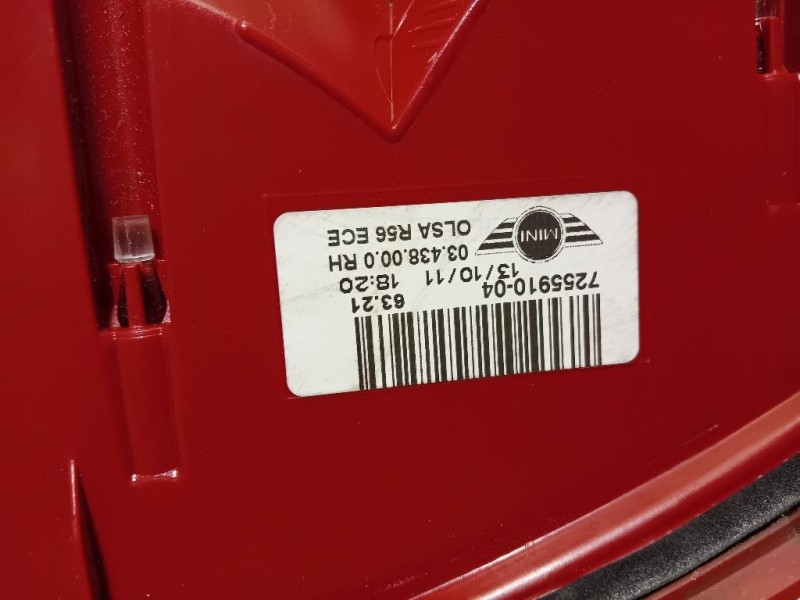 7255910-04 63.21
13/10/11 18:20
03.438.00.0 RH
MINI
OLSA R56 ECE